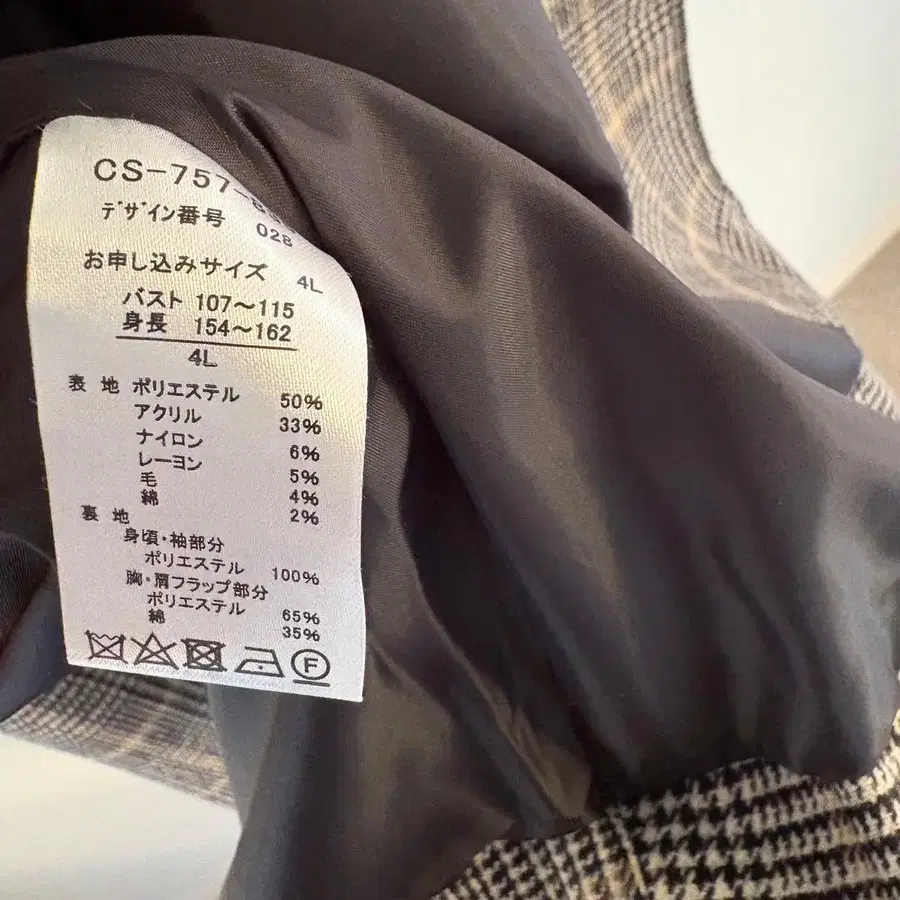 CS-757-
デザイン番号 028
お申し込みサイズ 4L
バスト 107〜115
身長 154〜162
4L
表地 ポリエステル 50%
アクリル 33%
ナイロン 6%
レーヨン 5%
毛 4%
綿 2%
裏地
身頃・袖部分
ポリエステル 100%
胸・肩フラップ部分
ポリエステル 65%
綿 35%
F